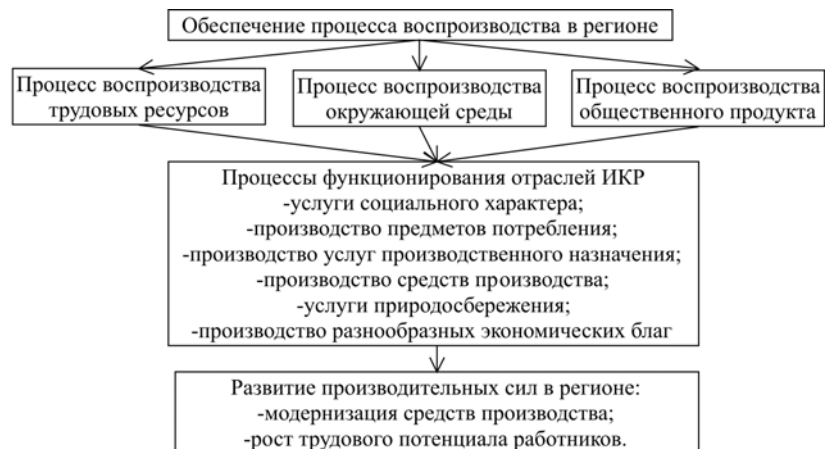 Обеспечение процесса воспроизводства в регионе
Процесс воспроизводства
трудовых ресурсов
Процесс воспроизводства
окружающей среды
Процесс воспроизводства
общественного продукта
Процессы функционирования отраслей ИКР
-услуги социального характера;
-производство предметов потребления;
-производство услуг производственного назначения;
-производство средств производства;
-услуги природосбережения;
-производство разнообразных экономических благ
Развитие производительных сил в регионе:
-модернизация средств производства;
-рост трудового потенциала работников.